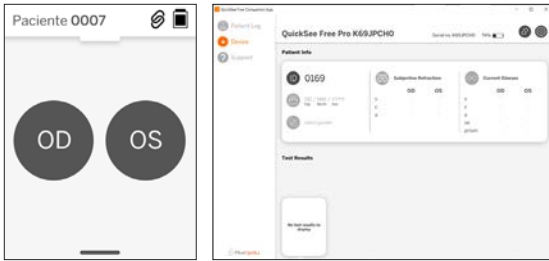 Paciente 0007
OD OS
QuickSee Free Companion App
Patient Log
Device
Support
QuickSee Free Pro K69JPCH0
Patient Info
0169
Subjective Refraction
OD OS
Current Glasses
OD OS
Test Results
No test results to
display